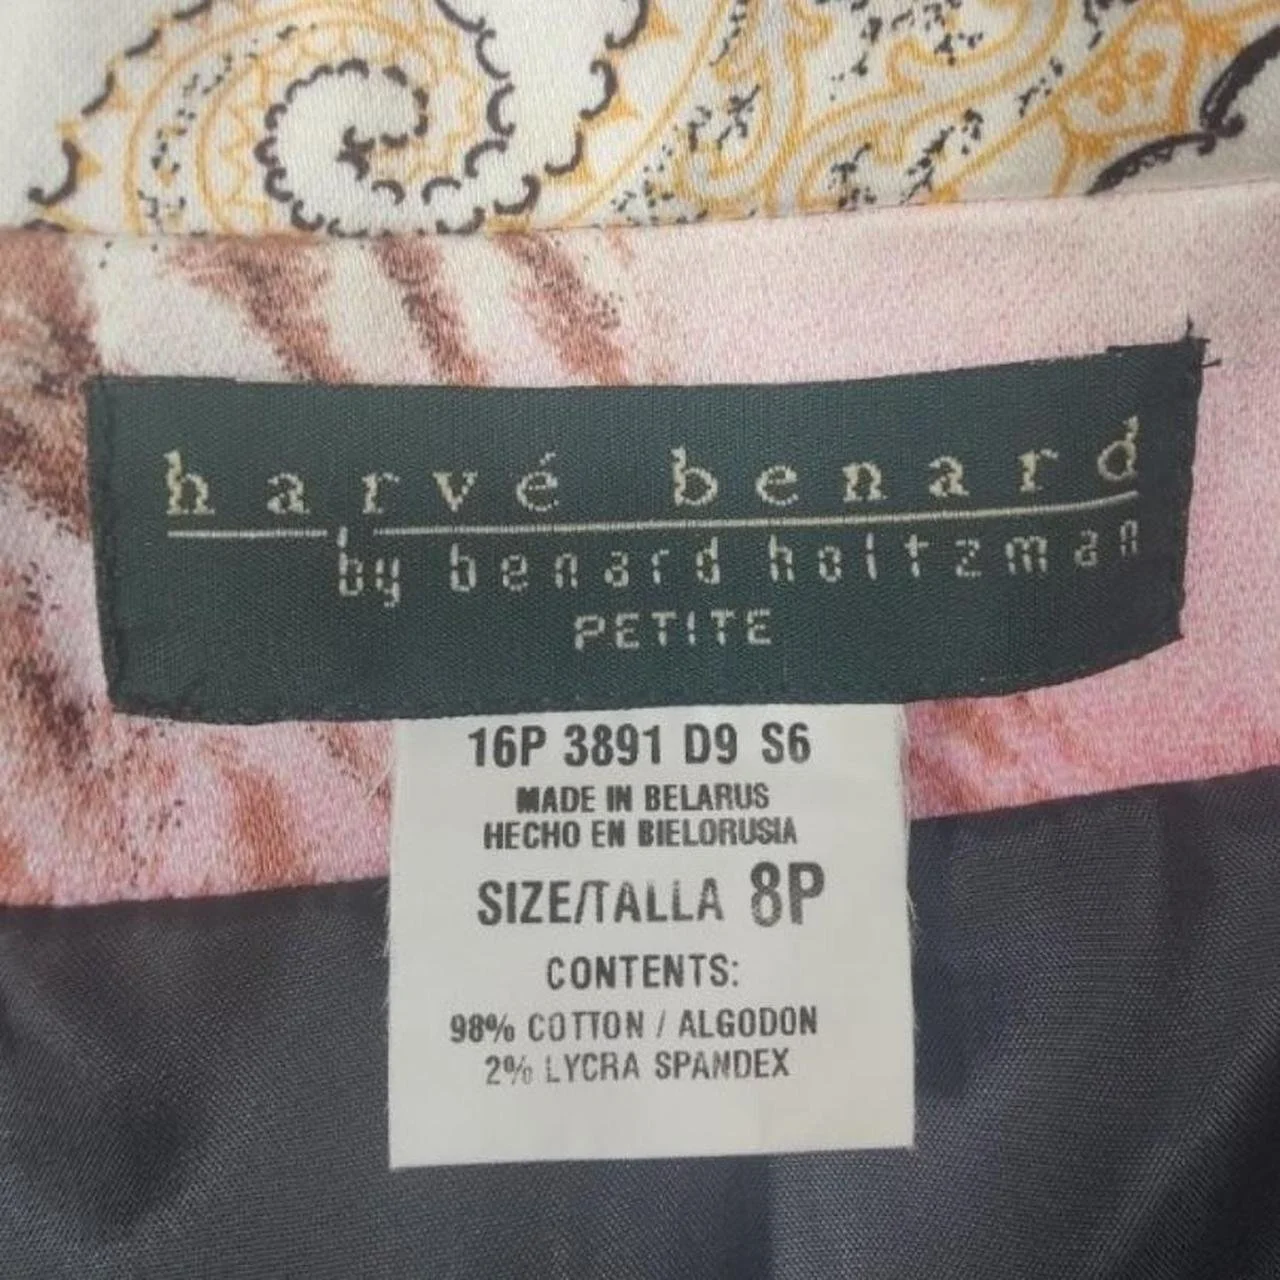 harvé benard
by benard holtzman
PETITE
16P 3891 D9 S6
MADE IN BELARUS
HECHO EN BIELORUSIA
SIZE/TALLA 8P
CONTENTS:
98% COTTON / ALGODON
2% LYCRA SPANDEX